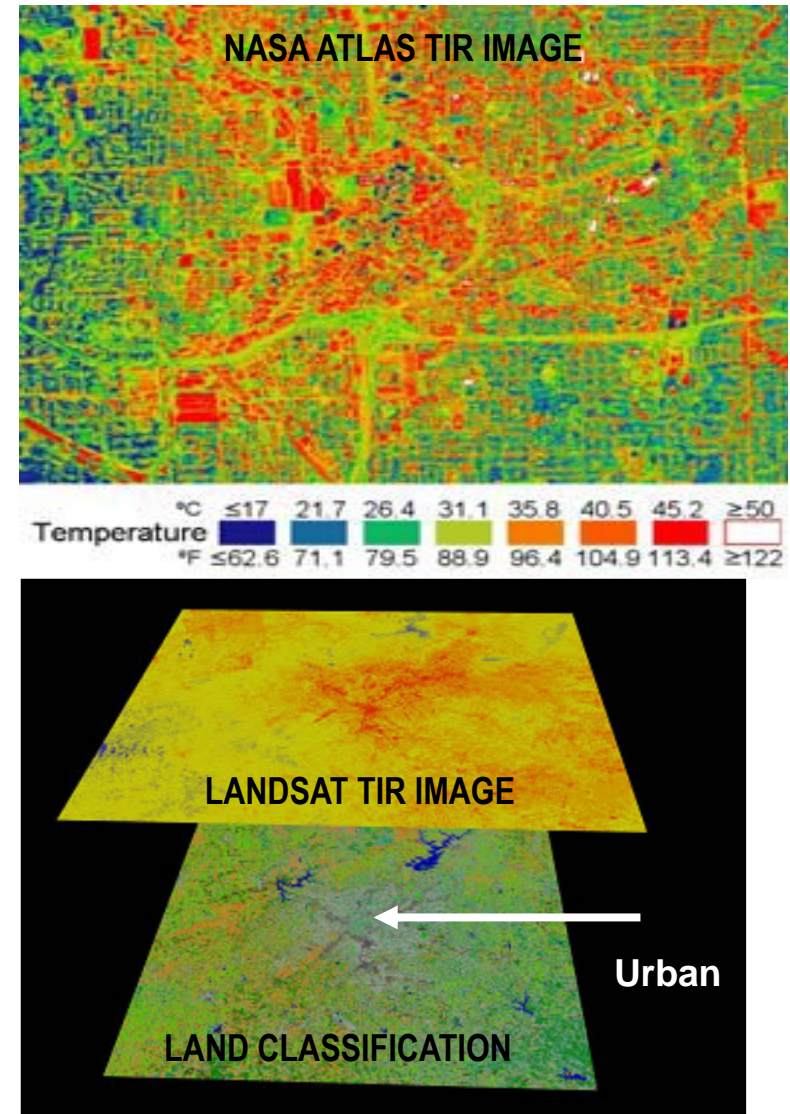 NASA ATLAS TIR IMAGE
°C ≤17 21.7 26.4 31.1 35.8 40.5 45.2 ≥50
Temperature
°F ≤62.6 71.1 79.5 88.9 96.4 104.9 113.4 ≥122
LANDSAT TIR IMAGE
Urban
LAND CLASSIFICATION